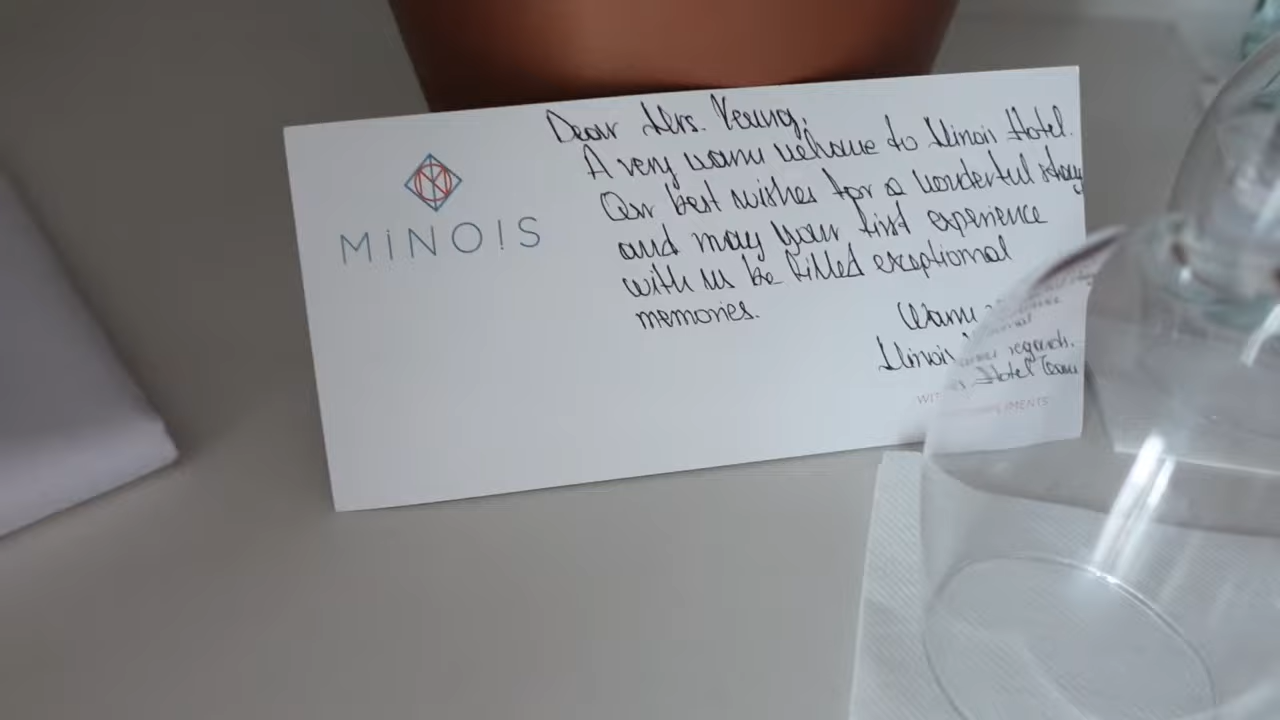 MINOIS
Dear Mrs. Young,
A very warm welcome to Minois Hotel.
Our best wishes for a wonderful stay
and may your first experience
with us be filled exceptional
memories.
Warm regards.
Minois Hotel Team
WITH COMPLIMENTS